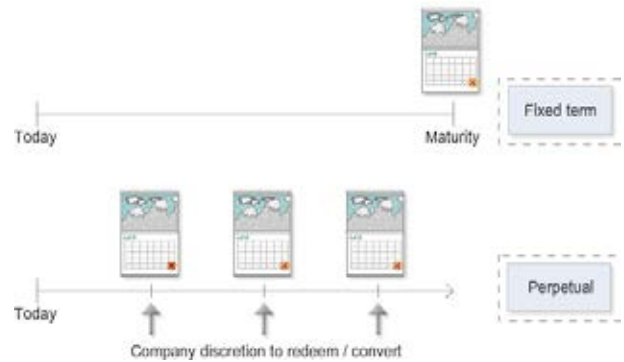 Fixed term
Today
Maturity
Perpetual
Today
Company discretion to redeem / convert